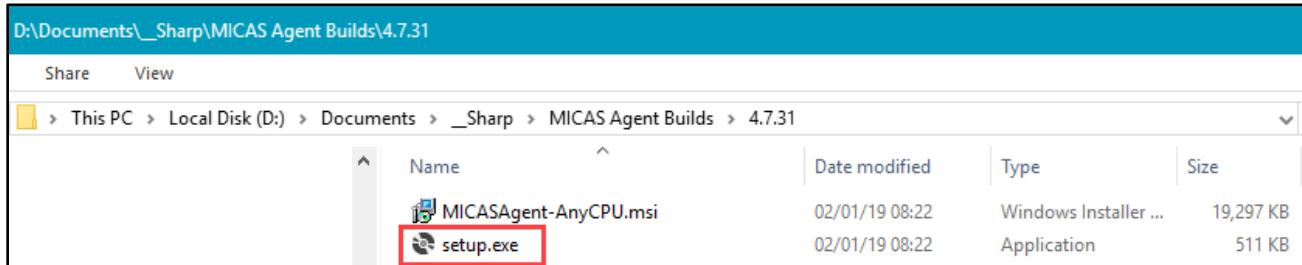 D:\Documents\__Sharp\MICAS Agent Builds\4.7.31
Share View
This PC > Local Disk (D:) > Documents > __Sharp > MICAS Agent Builds > 4.7.31
Name Date modified Type Size
MICASAgent-AnyCPU.msi 02/01/19 08:22 Windows Installer ... 19,297 KB
setup.exe 02/01/19 08:22 Application 511 KB